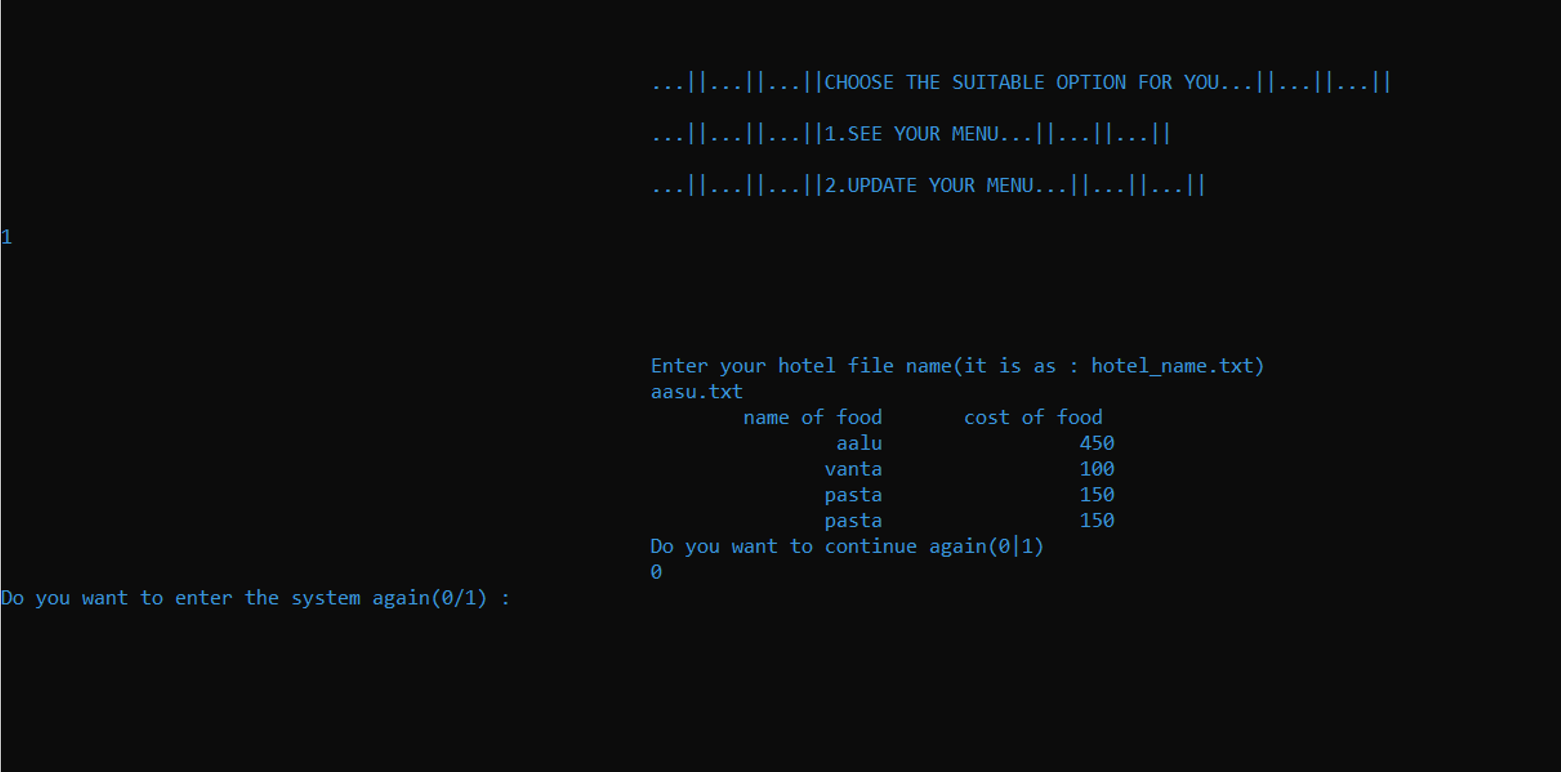 ...||...||...||CHOOSE THE SUITABLE OPTION FOR YOU...||...||...||
...||...||...||1.SEE YOUR MENU...||...||...||
...||...||...||2.UPDATE YOUR MENU...||...||...||
1
Enter your hotel file name(it is as : hotel_name.txt)
aasu.txt
name of food cost of food
aalu 450
vanta 100
pasta 150
pasta 150
Do you want to continue again(0|1)
0
Do you want to enter the system again(0/1) :